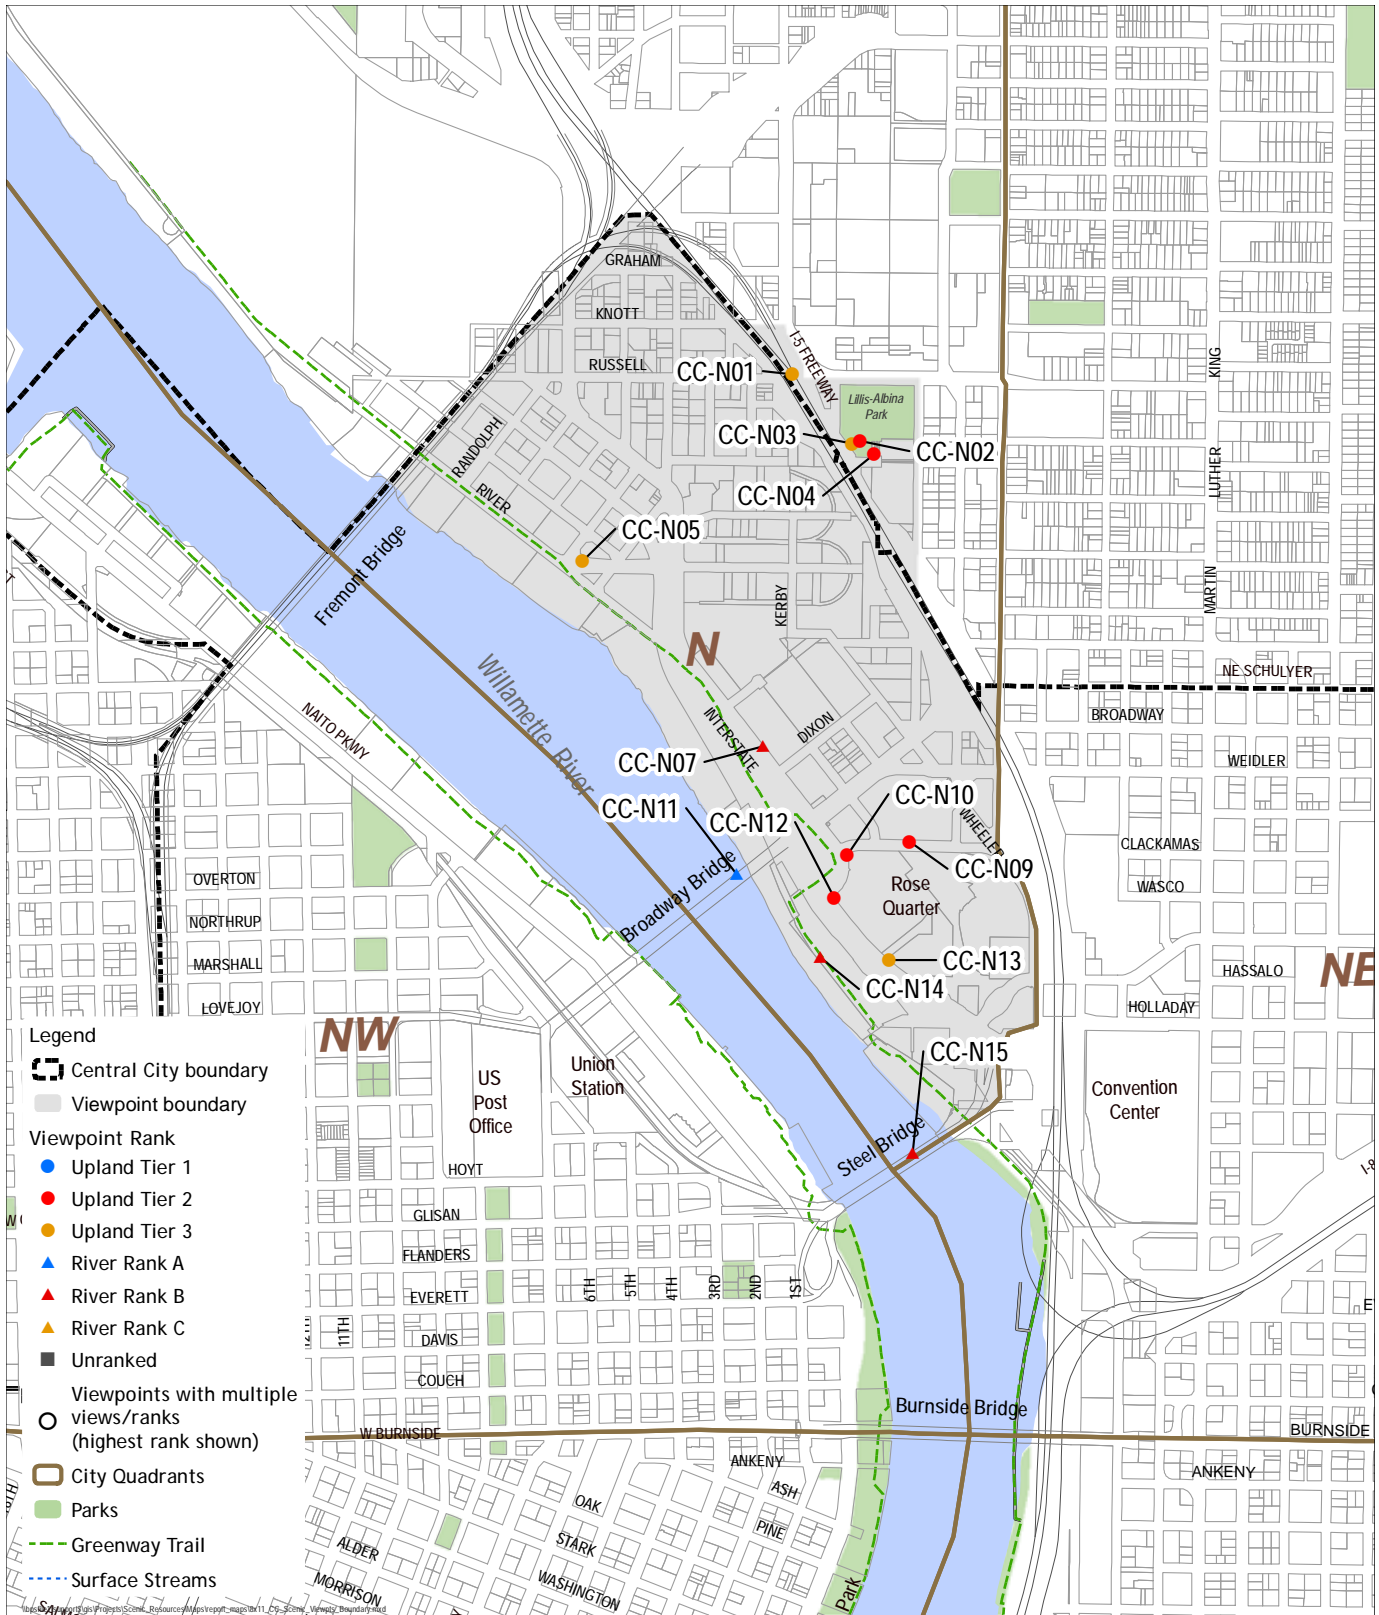 GRAHAM
KNOTT
I-5 FREEWAY
RUSSELL
CC-N01
KING
Lillis-Albina
Park
CC-N03
CC-N02
RANDOLPH
LUTHER
RIVER
CC-N04
CC-N05
Fremont Bridge
KERBY
MARTIN
N
NE SCHULYER
Willamette River
NAITO PKWY
INTERSTATE
DIXON
BROADWAY
CC-N07
WEIDLER
CC-N11
CC-N12
CC-N10
WHEELER
CLACKAMAS
Broadway Bridge
CC-N09
OVERTON
Rose
Quarter
WASCO
NORTHRUP
MARSHALL
CC-N13
HASSALO
NE
CC-N14
LOVEJOY
HOLLADAY
NW
Union
Station
CC-N15
US
Post
Office
Convention
Center
Steel Bridge
HOYT
I-8
GLISAN
FLANDERS
EVERETT
6TH
5TH
4TH
3RD
2ND
1ST
11TH
DAVIS
COUCH
Burnside Bridge
W BURNSIDE
BURNSIDE
ANKENY
ANKENY
ASH
OAK
PINE
STARK
ALDER
WASHINGTON
MORRISON
Park
Legend
Central City boundary
Viewpoint boundary
Viewpoint Rank
Upland Tier 1
Upland Tier 2
Upland Tier 3
River Rank A
River Rank B
River Rank C
Unranked
Viewpoints with multiple
views/ranks
(highest rank shown)
City Quadrants
Parks
Greenway Trail
Surface Streams